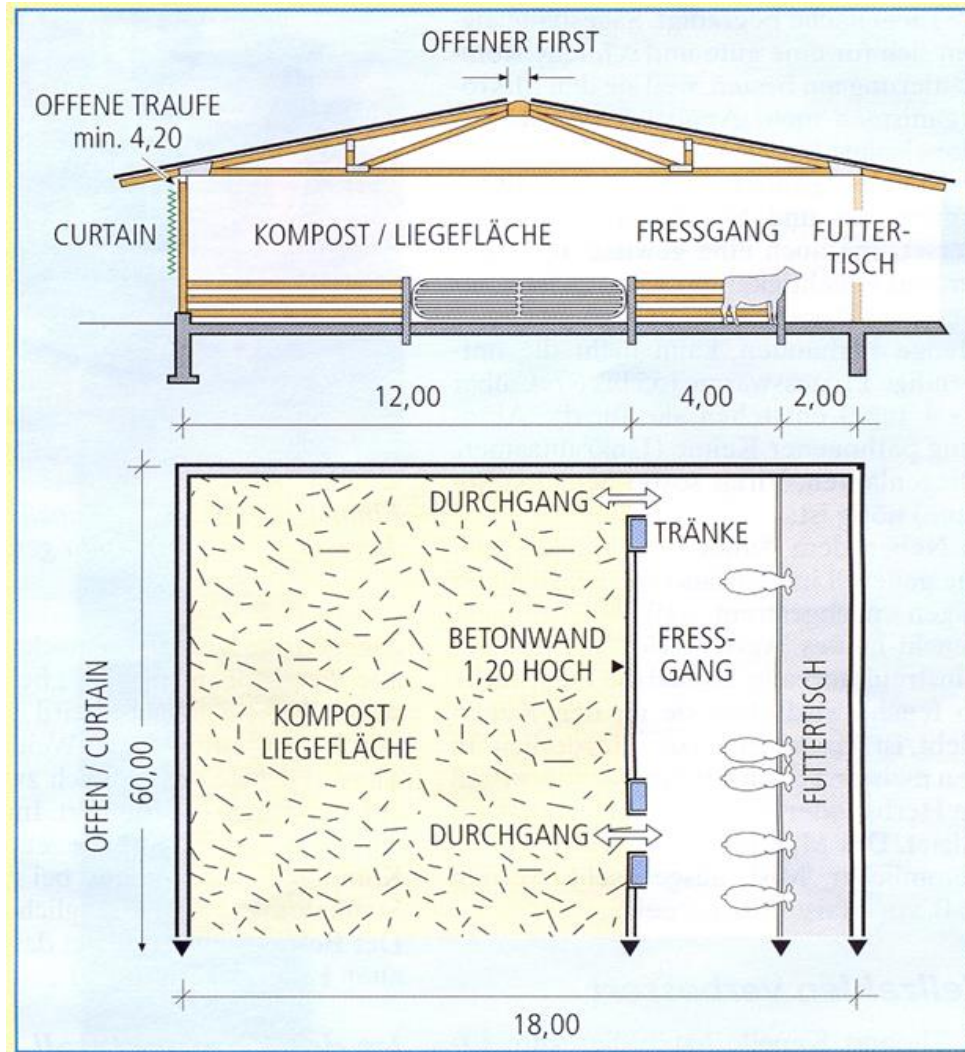 OFFENER FIRST
OFFENE TRAUFE
min. 4,20
CURTAIN
KOMPOST / LIEGEFLÄCHE
FRESSGANG
FUTTER-
TISCH
12,00
4,00
2,00
DURCHGANG
TRÄNKE
BETONWAND
1,20 HOCH
FRESS-
GANG
KOMPOST /
LIEGEFLÄCHE
FUTTERTISCH
OFFEN / CURTAIN
60,00
DURCHGANG
18,00